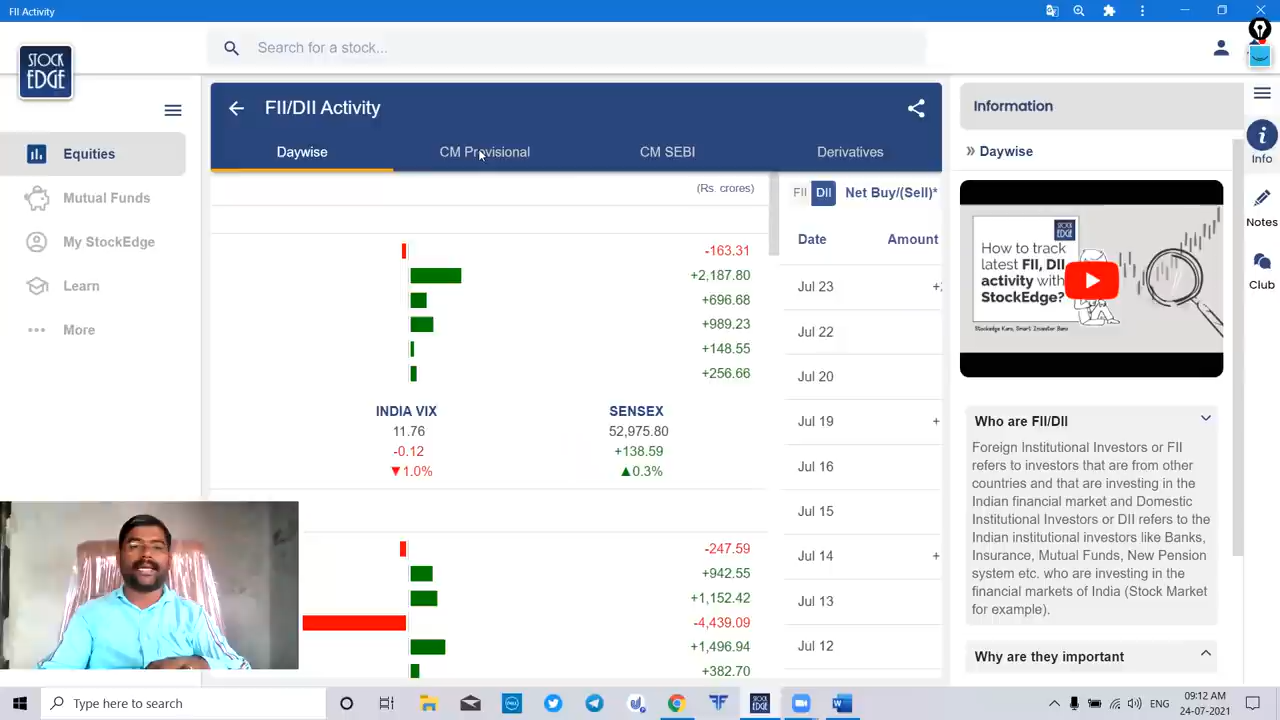 FII Activity
STOCK
EDGE
Search for a stock...
Equities
Mutual Funds
My StockEdge
Learn
More
FII/DII Activity
Daywise
CM Provisional
CM SEBI
Derivatives
(Rs. crores)
-163.31
+2,187.80
+696.68
+989.23
+148.55
+256.66
INDIA VIX
SENSEX
11.76
52,975.80
-0.12
+138.59
▼1.0%
▲0.3%
-247.59
+942.55
+1,152.42
-4,439.09
+1,496.94
+382.70
FII DII Net Buy/(Sell)*
Date
Amount
Jul 23
Jul 22
Jul 20
Jul 19
+
Jul 16
Jul 15
Jul 14
+
Jul 13
Jul 12
Information
» Daywise
STOCK
EDGE
How to track
latest FII, DII
activity with
StockEdge?
Stockedge Karo, Smart Investor Bano
Who are FII/DII
Foreign Institutional Investors or FII
refers to investors that are from other
countries and that are investing in the
Indian financial market and Domestic
Institutional Investors or DII refers to the
Indian institutional investors like Banks,
Insurance, Mutual Funds, New Pension
system etc. who are investing in the
financial markets of India (Stock Market
for example).
Why are they important
Info
Notes
Club
Type here to search
STOCK
EDGE
ENG
09:12 AM
24-07-2021